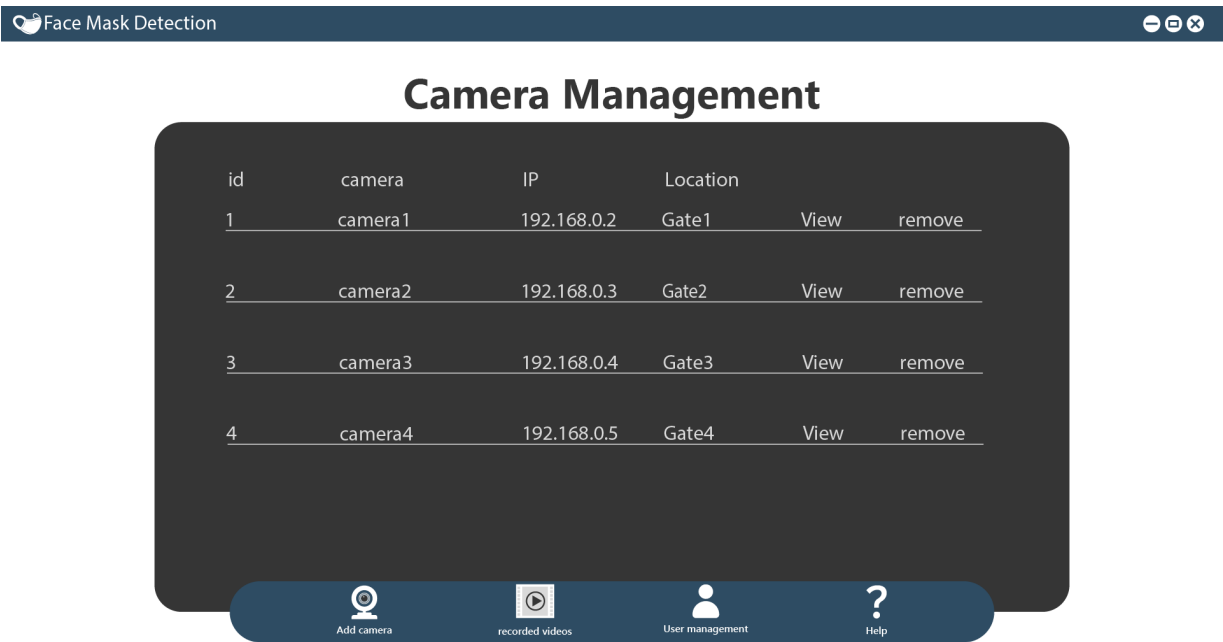 Face Mask Detection
Camera Management
id camera IP Location
1 camera1 192.168.0.2 Gate1 View remove
2 camera2 192.168.0.3 Gate2 View remove
3 camera3 192.168.0.4 Gate3 View remove
4 camera4 192.168.0.5 Gate4 View remove
Add camera recorded videos User management Help